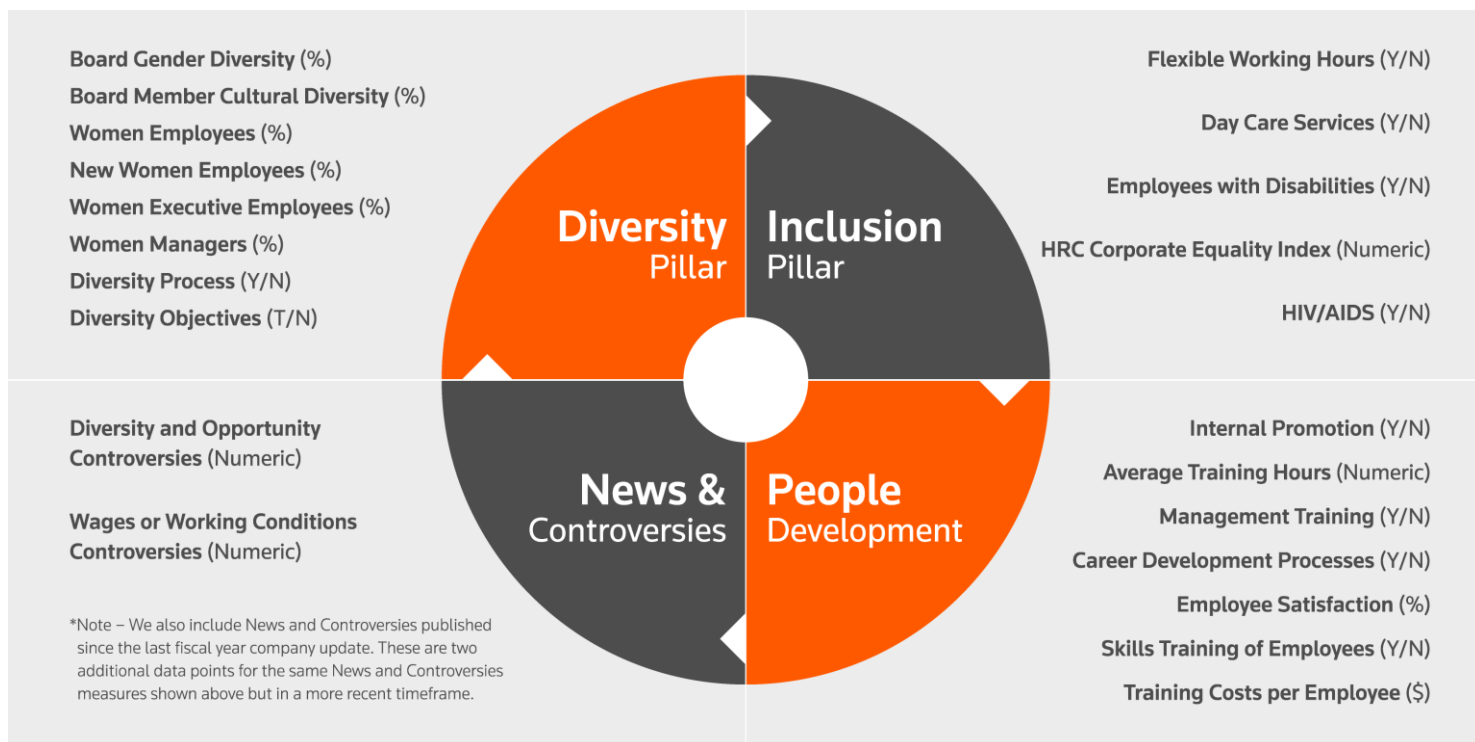 Board Gender Diversity (%)
Board Member Cultural Diversity (%)
Women Employees (%)
New Women Employees (%)
Women Executive Employees (%)
Women Managers (%)
Diversity Process (Y/N)
Diversity Objectives (T/N)
Diversity
Pillar
Inclusion
Pillar
Flexible Working Hours (Y/N)
Day Care Services (Y/N)
Employees with Disabilities (Y/N)
HRC Corporate Equality Index (Numeric)
HIV/AIDS (Y/N)
Diversity and Opportunity
Controversies (Numeric)
Wages or Working Conditions
Controversies (Numeric)
*Note – We also include News and Controversies published
since the last fiscal year company update. These are two
additional data points for the same News and Controversies
measures shown above but in a more recent timeframe.
News &
Controversies
People
Development
Internal Promotion (Y/N)
Average Training Hours (Numeric)
Management Training (Y/N)
Career Development Processes (Y/N)
Employee Satisfaction (%)
Skills Training of Employees (Y/N)
Training Costs per Employee ($)